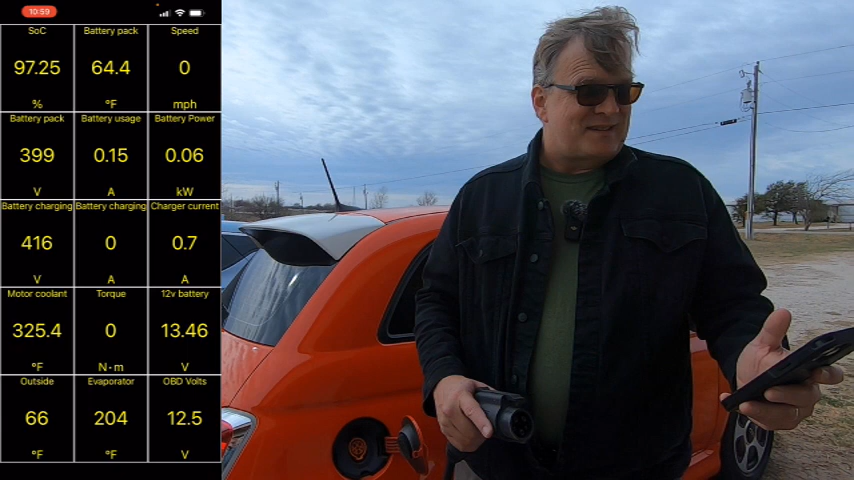 10:59
SoC Battery pack Speed
97.25 64.4 0
% °F mph
Battery pack Battery usage Battery Power
399 0.15 0.06
V A kW
Battery charging Battery charging Charger current
416 0 0.7
V A A
Motor coolant Torque 12v battery
325.4 0 13.46
°F N·m V
Outside Evaporator OBD Volts
66 204 12.5
°F °F V